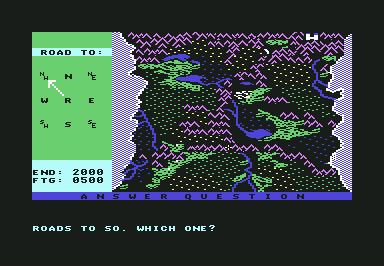 ROAD TO:
NW N NE
W R E
SW S SE
END: 2000
FTG: 0500
ANSWER QUESTION
ROADS TO SO. WHICH ONE?